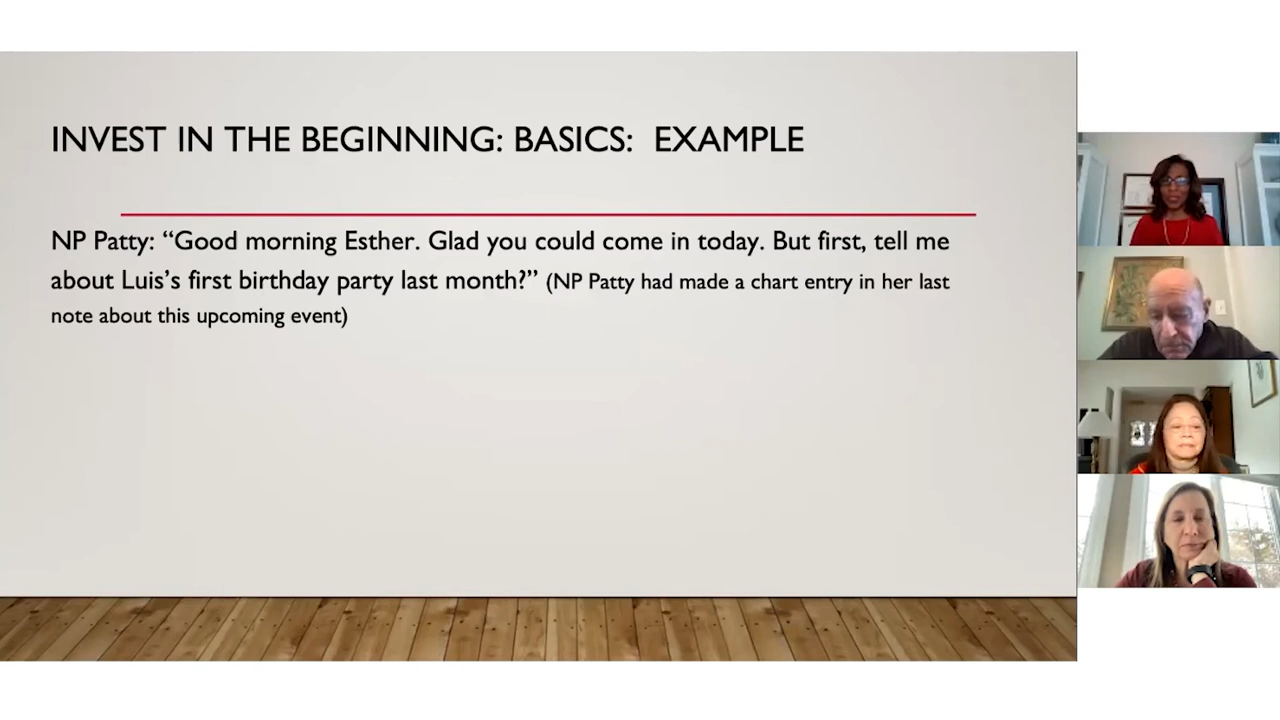 INVEST IN THE BEGINNING: BASICS:  EXAMPLE
NP Patty: “Good morning Esther. Glad you could come in today. But first, tell me
about Luis’s first birthday party last month?” (NP Patty had made a chart entry in her last
note about this upcoming event)